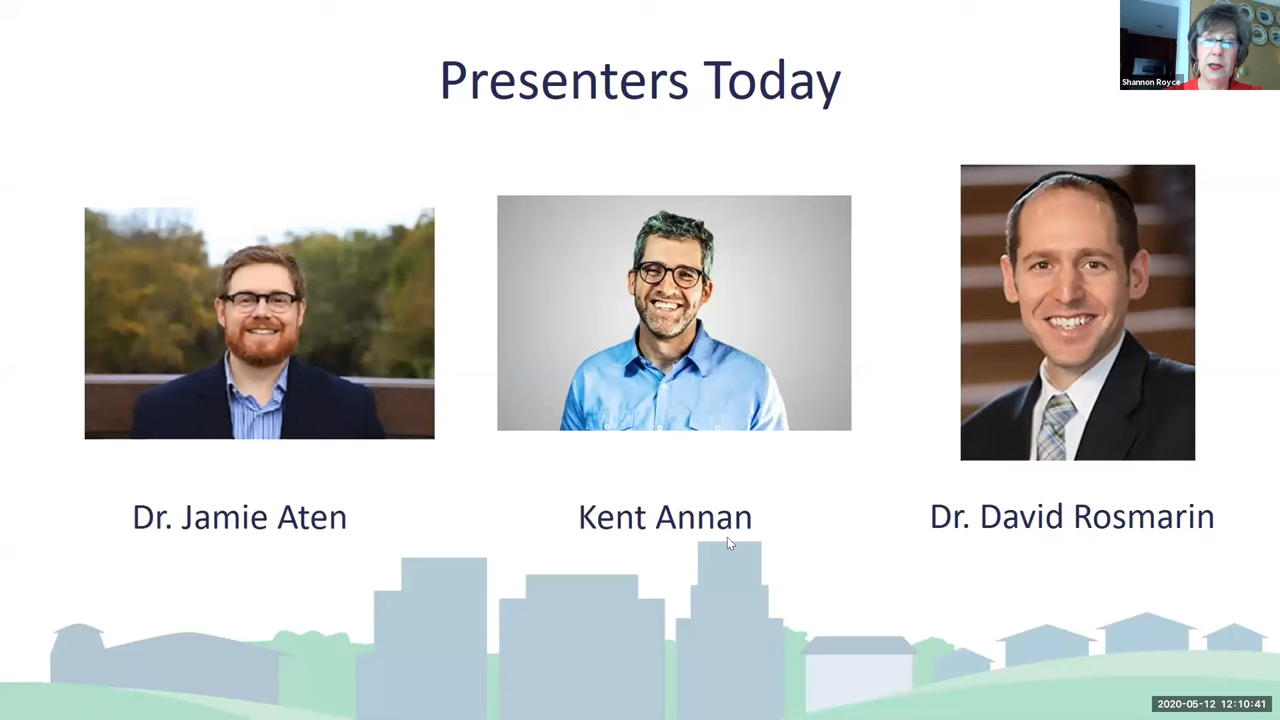 Presenters Today
Shannon Royce
Dr. Jamie Aten
Kent Annan
Dr. David Rosmarin
2020-05-12 12:10:41